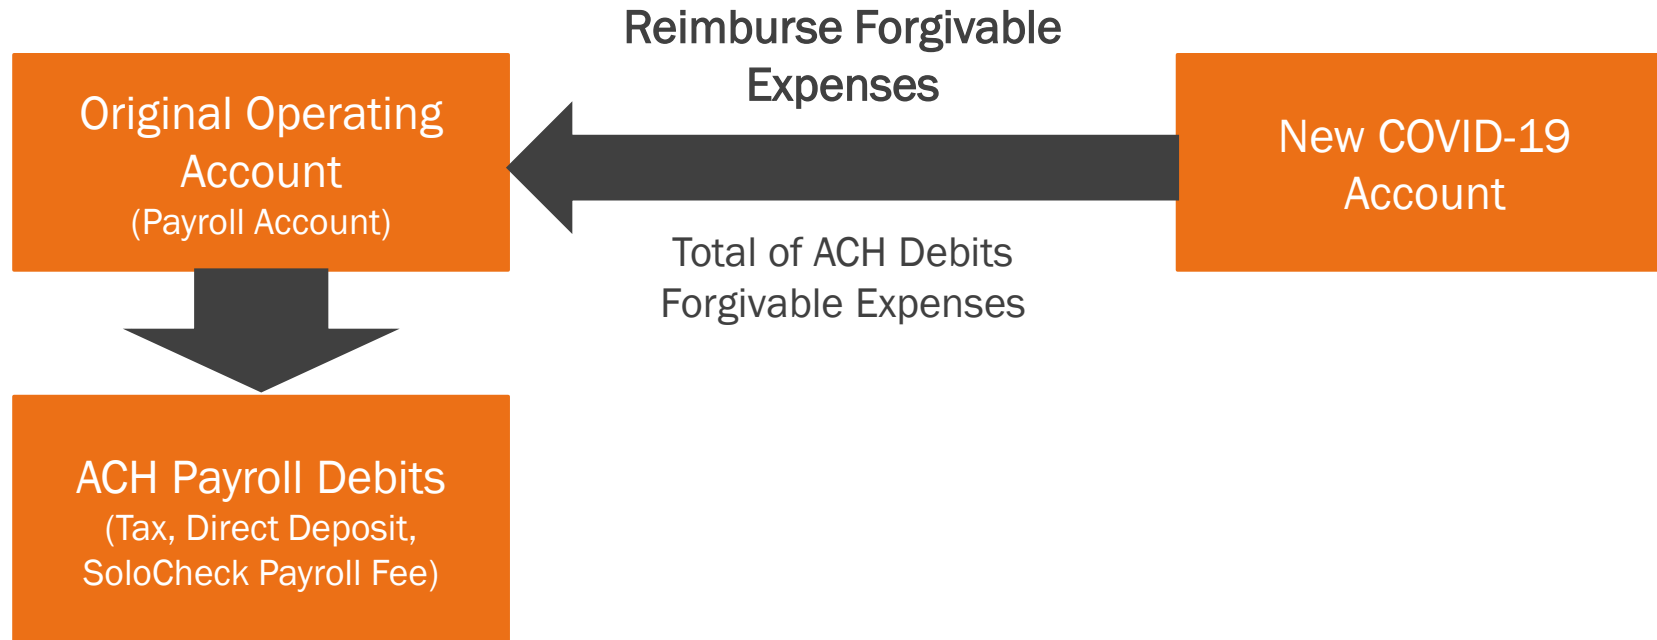 Reimburse Forgivable
Expenses
Original Operating
Account
(Payroll Account)
New COVID-19
Account
Total of ACH Debits
Forgivable Expenses
ACH Payroll Debits
(Tax, Direct Deposit,
SoloCheck Payroll Fee)